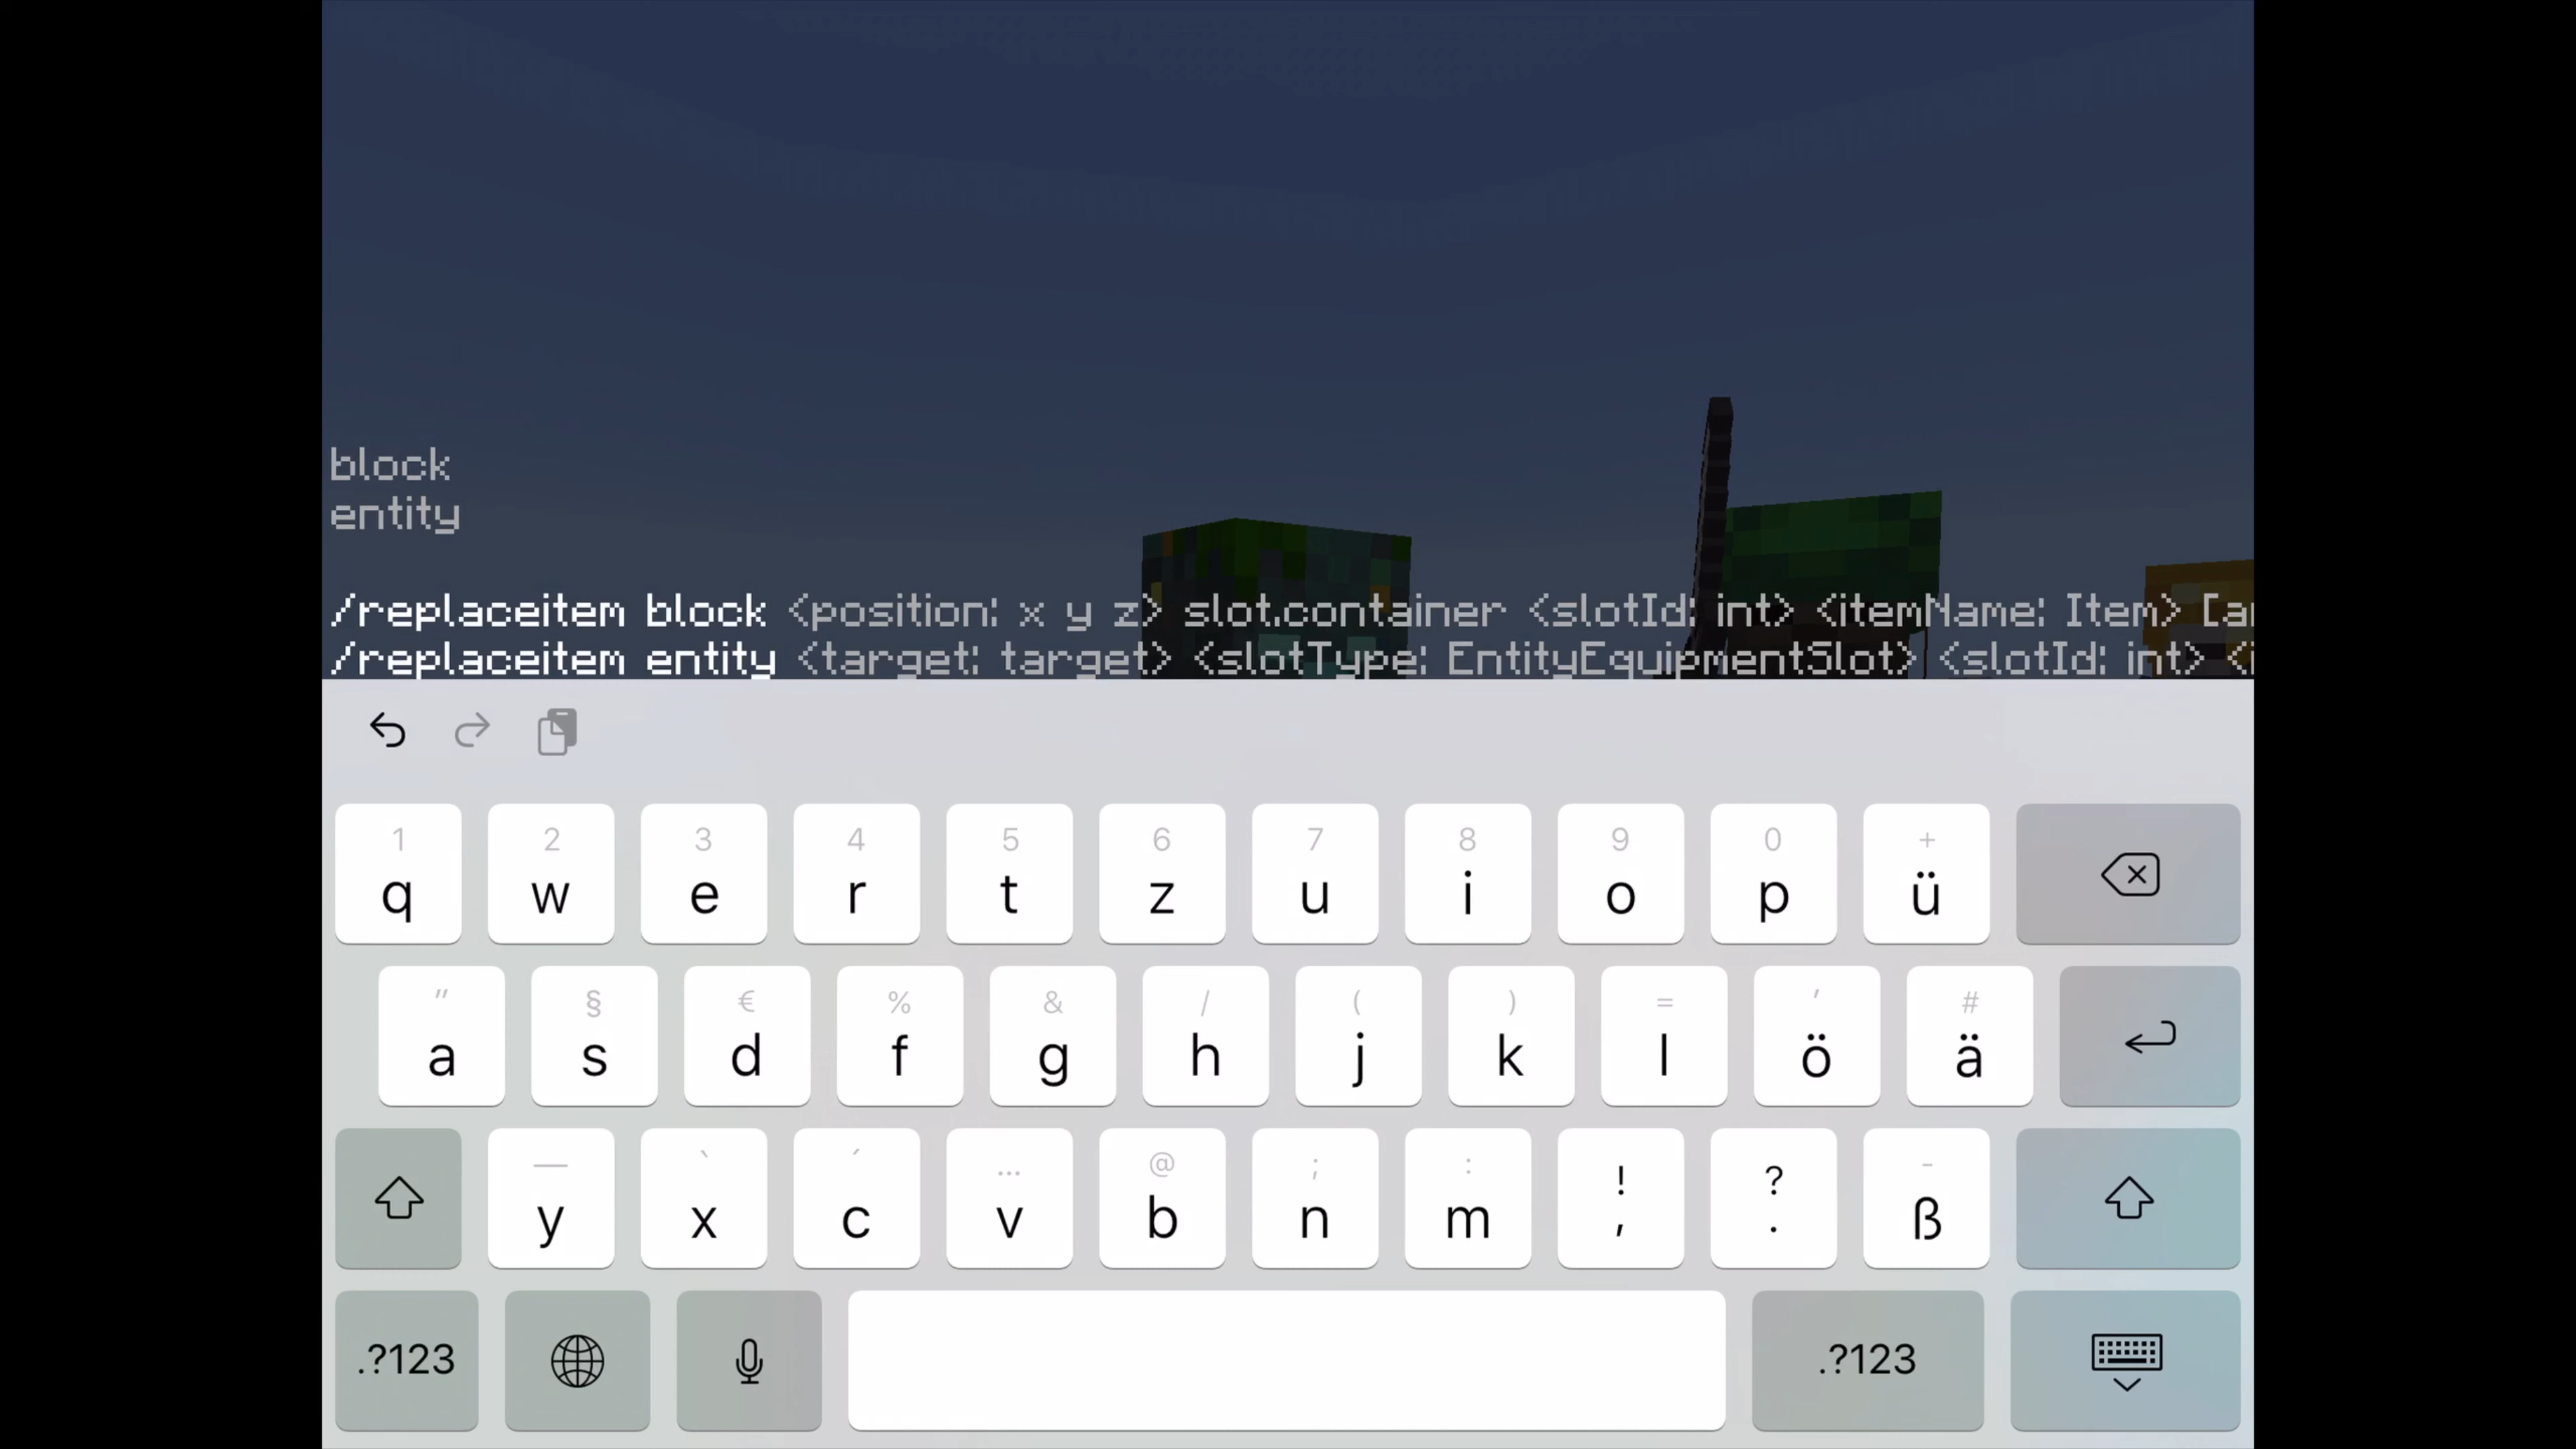 block
entity
/replaceitem block <position: x y z> slot.container <slotId: int> <itemName: Item>
/replaceitem entity <target: target> <slotType: EntityEquipmentSlot> <slotId: int>
1 2 3 4 5 6 7 8 9 0 +
q w e r t z u i o p ü
" § € % & / ( ) = ' #
a s d f g h j k l ö ä
— ` ´ … @ ; : ! ? -
y x c v b n m , . ß
.?123 .?123